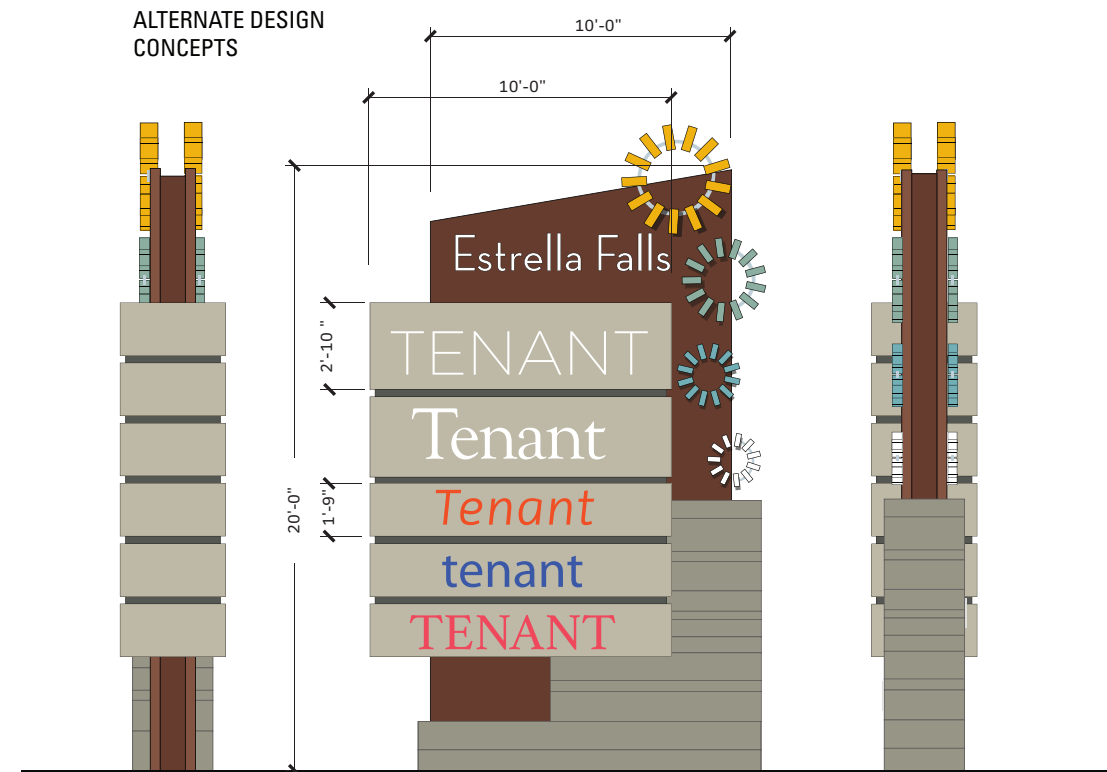 ALTERNATE DESIGN
CONCEPTS
10'-0"
10'-0"
Estrella Falls
2'-10 "
TENANT
Tenant
20'-0"
1'-9"
Tenant
tenant
TENANT